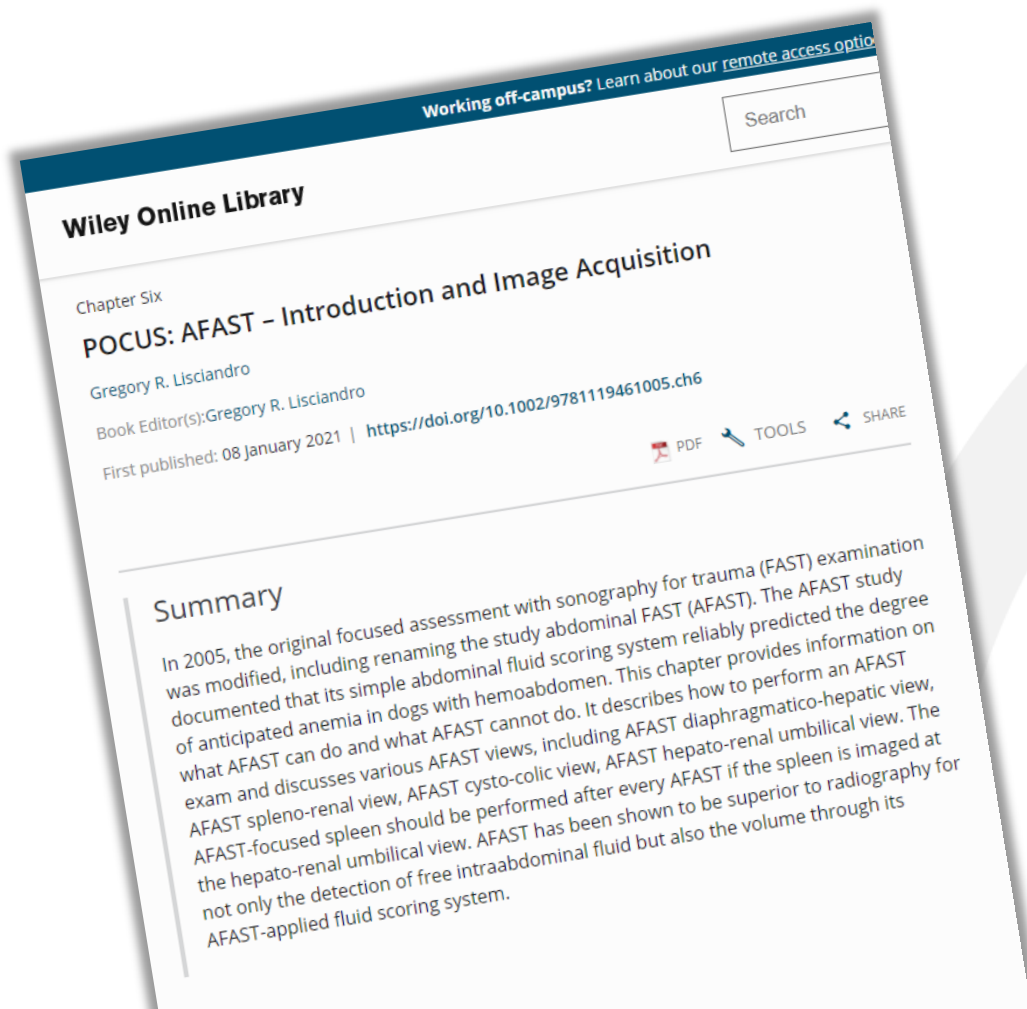 Working off-campus? Learn about our remote access optio
Search
Wiley Online Library
Chapter Six
POCUS: AFAST – Introduction and Image Acquisition
Gregory R. Lisciandro
Book Editor(s):Gregory R. Lisciandro
First published: 08 January 2021 | https://doi.org/10.1002/9781119461005.ch6
PDF TOOLS SHARE
Summary
In 2005, the original focused assessment with sonography for trauma (FAST) examination
was modified, including renaming the study abdominal FAST (AFAST). The AFAST study
documented that its simple abdominal fluid scoring system reliably predicted the degree
of anticipated anemia in dogs with hemoabdomen. This chapter provides information on
what AFAST can do and what AFAST cannot do. It describes how to perform an AFAST
exam and discusses various AFAST views, including AFAST diaphragmatico-hepatic view,
AFAST spleno-renal view, AFAST cysto-colic view, AFAST hepato-renal umbilical view. The
AFAST-focused spleen should be performed after every AFAST if the spleen is imaged at
the hepato-renal umbilical view. AFAST has been shown to be superior to radiography for
not only the detection of free intraabdominal fluid but also the volume through its
AFAST-applied fluid scoring system.